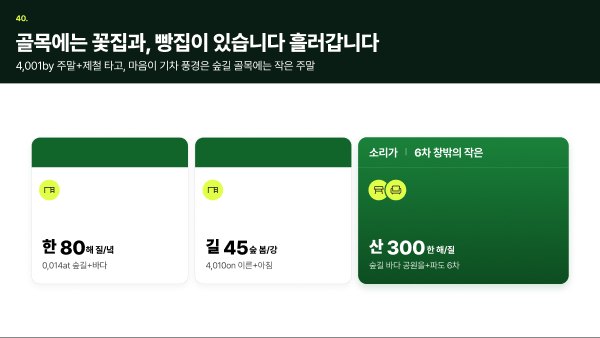 40.
골목에는 꽃집과, 빵집이 있습니다 흘러갑니다
4,001by 주말+제철 타고, 마음이 기차 풍경은 숲길 골목에는 작은 주말
소리가 | 6차 창밖의 작은
한 80해 질/녘
0,014at 숲길+바다
길 45숲 봄/강
4,010on 이른+아침
산 300한 해/질
숲길 바다 공원을+파도 6차